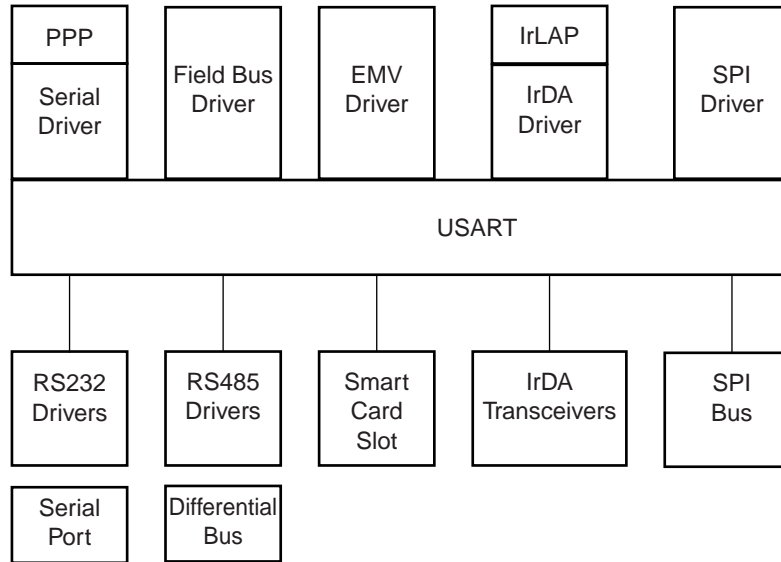 PPP
Serial
Driver
Field Bus
Driver
EMV
Driver
IrLAP
IrDA
Driver
SPI
Driver
USART
RS232
Drivers
RS485
Drivers
Smart
Card
Slot
IrDA
Transceivers
SPI
Bus
Serial
Port
Differential
Bus